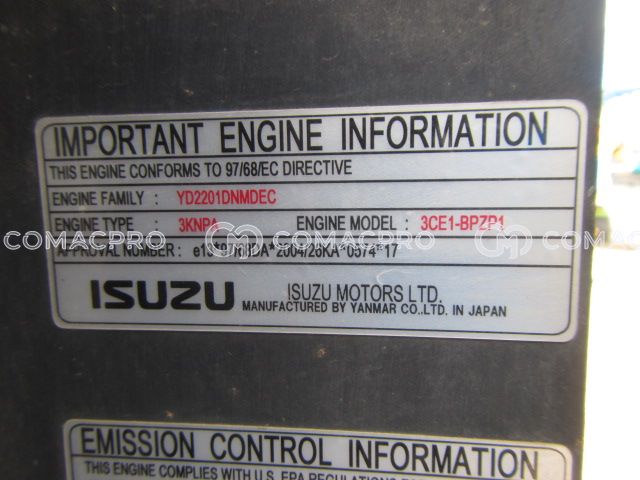 IMPORTANT ENGINE INFORMATION
THIS ENGINE CONFORMS TO 97/68/EC DIRECTIVE
ENGINE FAMILY : YD2201DNMDEC
ENGINE TYPE : 3KNPA ENGINE MODEL : 3CE1-BPZP1
COMACPRO COMACPRO COMACPRO
APPROVAL NUMBER :
ISUZU ISUZU MOTORS LTD.
MANUFACTURED BY YANMAR CO.,LTD. IN JAPAN
EMISSION CONTROL INFORMATION
THIS ENGINE COMPLIES WITH U.S. EPA REGULATIONS